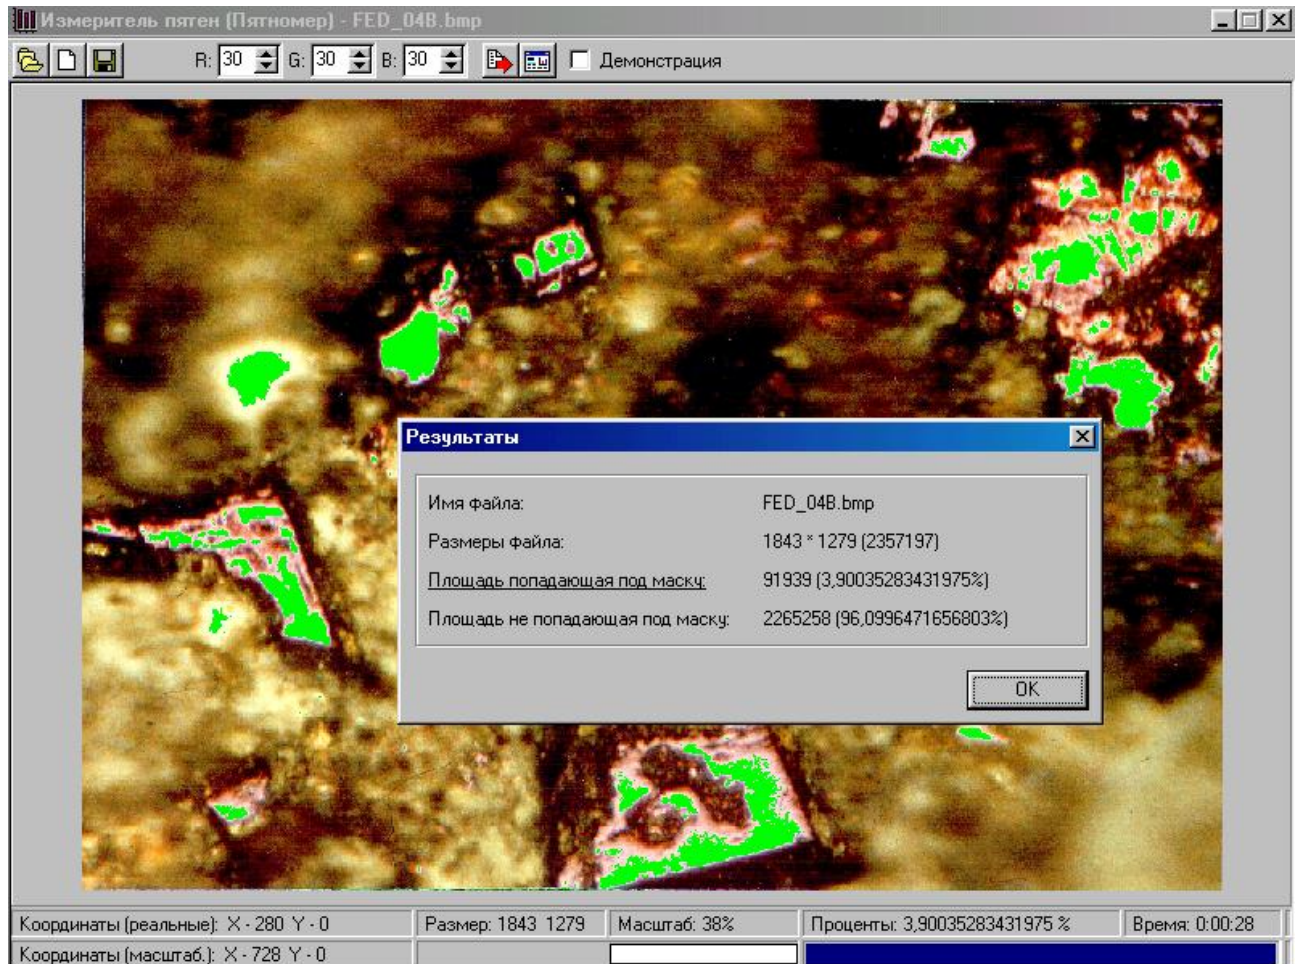 Измеритель пятен (Пятномер) - FED_04B.bmp
R: 30 G: 30 B: 30 Демонстрация
Результаты
Имя файла: FED_04B.bmp
Размеры файла: 1843 * 1279 (2357197)
Площадь попадающая под маску: 91939 (3,90035283431975%)
Площадь не попадающая под маску: 2265258 (96,0996471656803%)
OK
Координаты (реальные): X - 280 Y - 0 Размер: 1843 1279 Масштаб: 38% Проценты: 3,90035283431975 % Время: 0:00:28
Координаты (масштаб.): X - 728 Y - 0